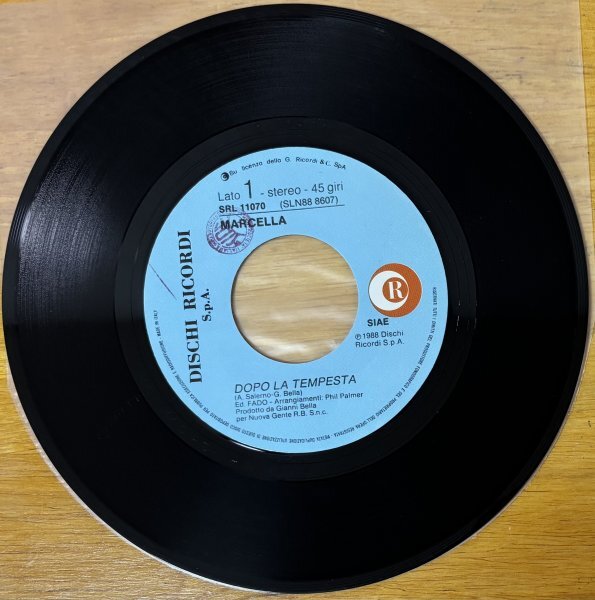 su licenza della G. Ricordi & C. SpA
Lato 1 - stereo - 45 giri
SRL 11070 (SLN88 8607)
MARCELLA
DISCHI RICORDI
S.p.A.
R
SIAE
℗ 1988 Dischi
Ricordi S.p.A.
DOPO LA TEMPESTA
(A. Salerno-G. Bella)
Ed. FADO - Arrangiamenti: Phil Palmer
Prodotto da Gianni Bella
per Nuova Gente R.B. S.n.c.
MADE IN ITALY